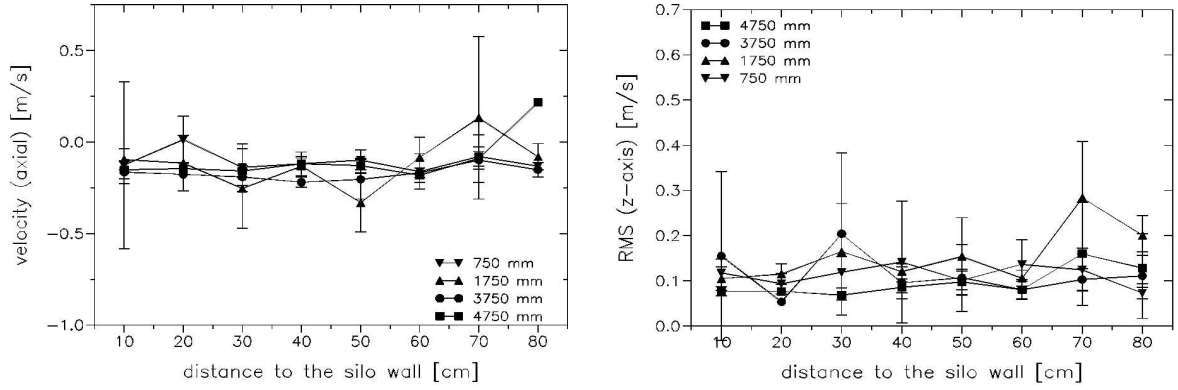 0.5
0.0
−0.5
−1.0
velocity (axial) [m/s]
750 mm
1750 mm
3750 mm
4750 mm
10 20 30 40 50 60 70 80
distance to the silo wall [cm]
0.7
0.6
0.5
0.4
0.3
0.2
0.1
0.0
RMS (z−axis) [m/s]
4750 mm
3750 mm
1750 mm
750 mm
10 20 30 40 50 60 70 80
distance to the silo wall [cm]